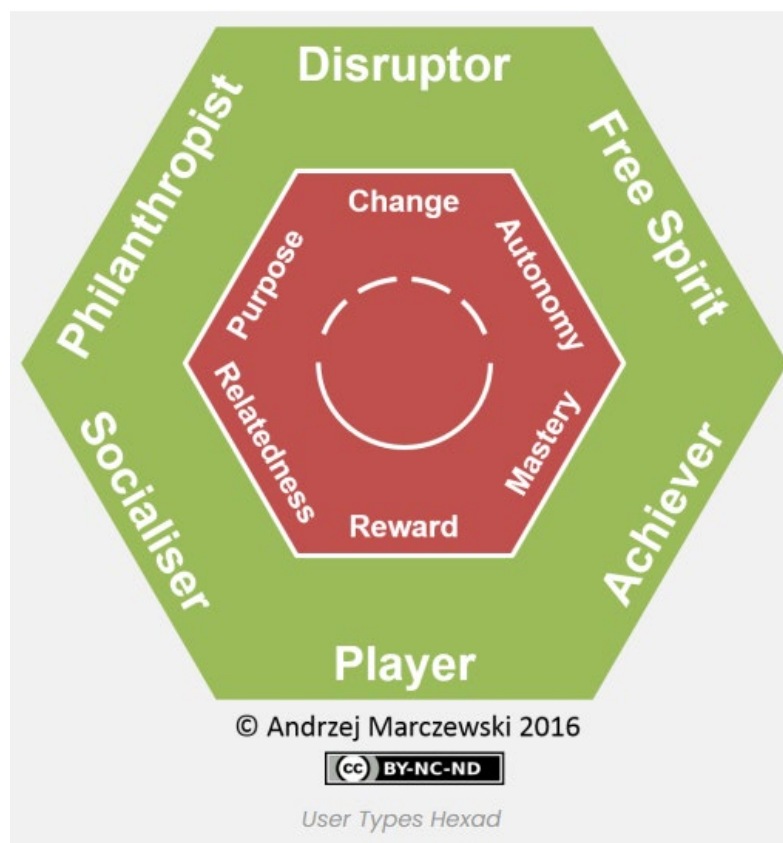 Disruptor
Philanthropist
Free Spirit
Change
Purpose
Autonomy
Relatedness
Mastery
Reward
Socialiser
Achiever
Player
© Andrzej Marczewski 2016
cc BY-NC-ND
User Types Hexad